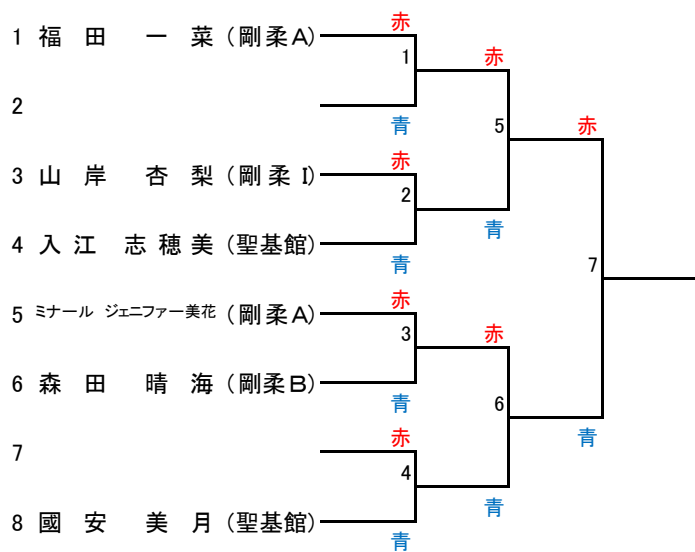 赤
1 福田 一菜(剛柔A)
1
赤
2
青
5
赤
赤
3 山岸 杏梨(剛柔I)
2
青
4 入江 志穂美(聖基館)
青
7
赤
5 ミナール ジェニファー美花(剛柔A)
3
赤
6 森田 晴海(剛柔B)
青
6
青
赤
7
4
青
8 國安 美月(聖基館)
青